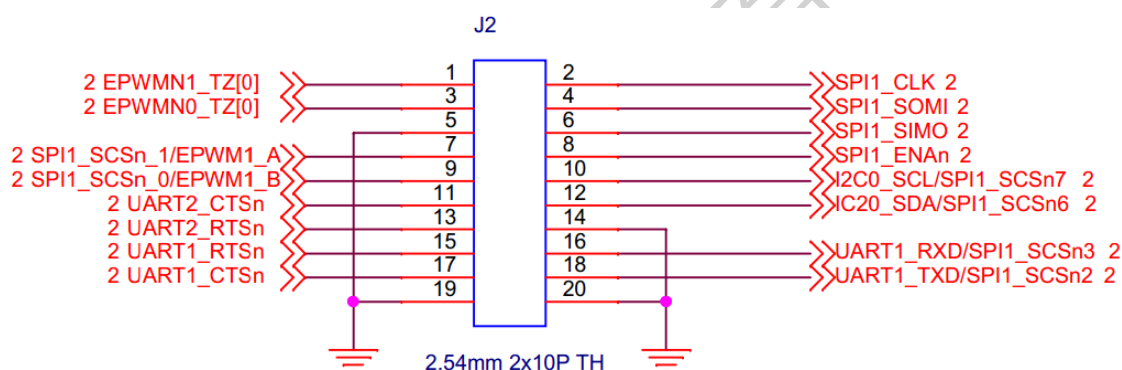 J2
2 EPWMN1_TZ[0] 1 2 SPI1_CLK 2
2 EPWMN0_TZ[0] 3 4 SPI1_SOMI 2
5 6 SPI1_SIMO 2
2 SPI1_SCSn_1/EPWM1_A 7 8 SPI1_ENAn 2
2 SPI1_SCSn_0/EPWM1_B 9 10 I2C0_SCL/SPI1_SCSn7 2
2 UART2_CTSn 11 12 IC20_SDA/SPI1_SCSn6 2
2 UART2_RTSn 13 14
2 UART1_RTSn 15 16 UART1_RXD/SPI1_SCSn3 2
2 UART1_CTSn 17 18 UART1_TXD/SPI1_SCSn2 2
19 20
2.54mm 2x10P TH